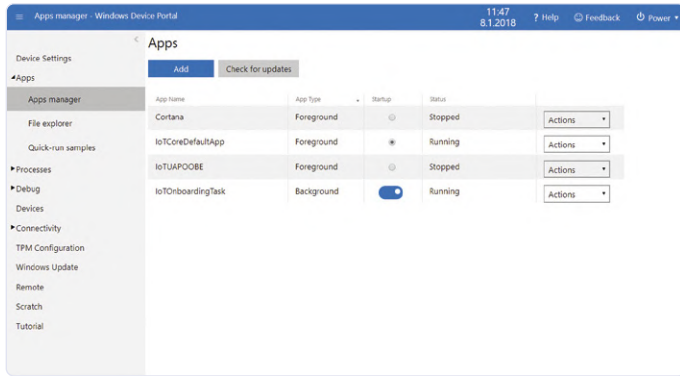 Apps manager - Windows Device Portal
11:47
8.1.2018
? Help
Feedback
Power
Device Settings
Apps
Apps manager
File explorer
Quick-run samples
Processes
Debug
Devices
Connectivity
TPM Configuration
Windows Update
Remote
Scratch
Tutorial
Apps
Add Check for updates
App Name App Type Startup Status
Cortana Foreground Stopped Actions
IoTCoreDefaultApp Foreground Running Actions
IoTUAPOOBE Foreground Stopped Actions
IoTOnboardingTask Background Running Actions